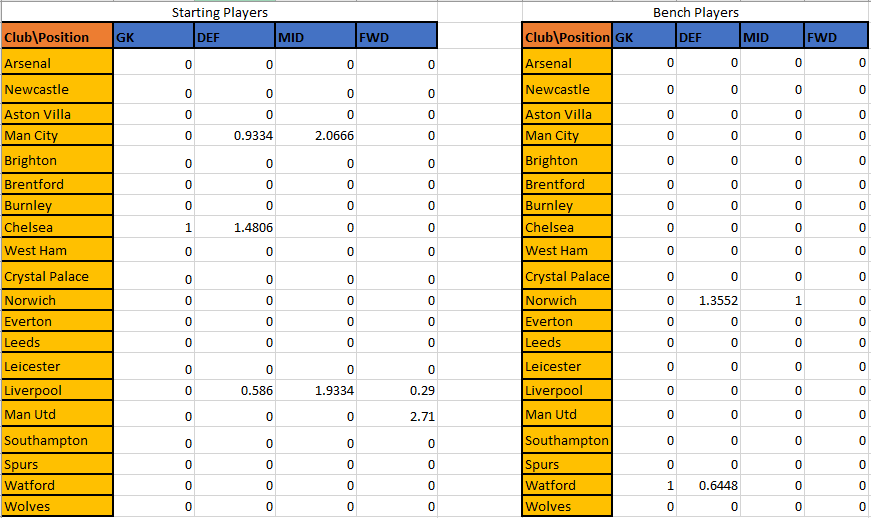 Starting Players Bench Players
Club\Position GK DEF MID FWD Club\Position GK DEF MID FWD
Arsenal 0 0 0 0 Arsenal 0 0 0 0
Newcastle 0 0 0 0 Newcastle 0 0 0 0
Aston Villa 0 0 0 0 Aston Villa 0 0 0 0
Man City 0 0.9334 2.0666 0 Man City 0 0 0 0
Brighton 0 0 0 0 Brighton 0 0 0 0
Brentford 0 0 0 0 Brentford 0 0 0 0
Burnley 0 0 0 0 Burnley 0 0 0 0
Chelsea 1 1.4806 0 0 Chelsea 0 0 0 0
West Ham 0 0 0 0 West Ham 0 0 0 0
Crystal Palace 0 0 0 0 Crystal Palace 0 0 0 0
Norwich 0 0 0 0 Norwich 0 1.3552 1 0
Everton 0 0 0 0 Everton 0 0 0 0
Leeds 0 0 0 0 Leeds 0 0 0 0
Leicester 0 0 0 0 Leicester 0 0 0 0
Liverpool 0 0.586 1.9334 0.29 Liverpool 0 0 0 0
Man Utd 0 0 0 2.71 Man Utd 0 0 0 0
Southampton 0 0 0 0 Southampton 0 0 0 0
Spurs 0 0 0 0 Spurs 0 0 0 0
Watford 0 0 0 0 Watford 1 0.6448 0 0
Wolves 0 0 0 0 Wolves 0 0 0 0